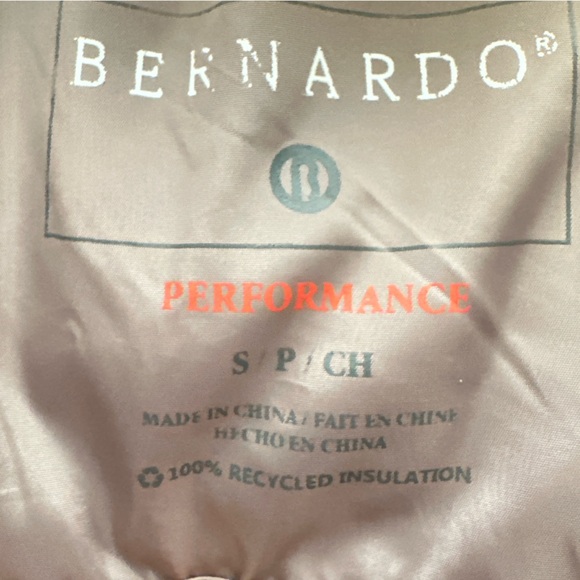 BERNARDO®
B
PERFORMANCE
S / P / CH
MADE IN CHINA / FAIT EN CHINE
HECHO EN CHINA
100% RECYCLED INSULATION